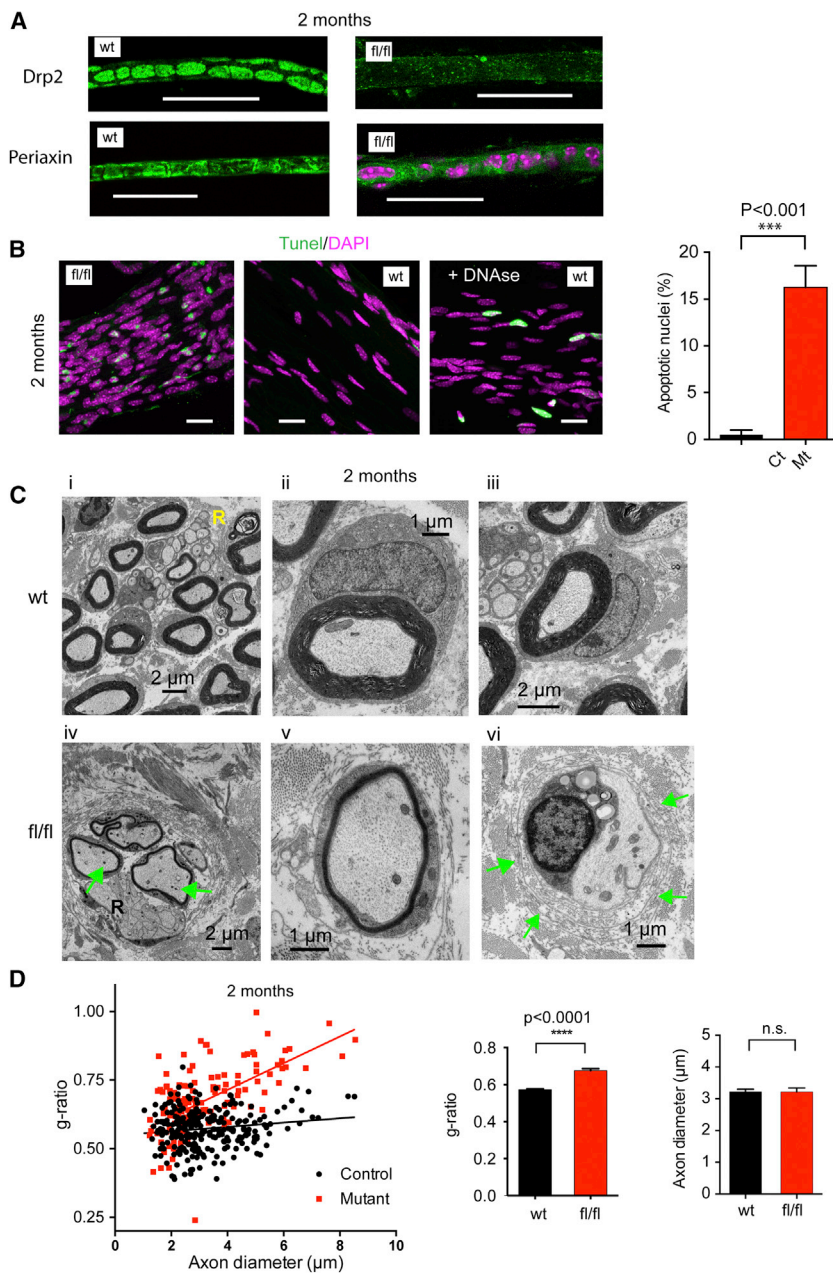 A
2 months
wt
fl/fl
Drp2
wt
fl/fl
Periaxin
B
Tunel/DAPI
fl/fl
wt
+ DNAse
wt
2 months
P<0.001
***
Apoptotic nuclei (%)
20
15
10
5
0
Ct
Mt
C
2 months
i
ii
iii
wt
R
2 µm
1 µm
2 µm
iv
v
vi
fl/fl
R
2 µm
1 µm
1 µm
D
2 months
g-ratio
1.00
0.75
0.50
0.25
0
2
4
6
8
10
Axon diameter (µm)
Control
Mutant
p<0.0001
****
g-ratio
0.8
0.6
0.4
0.2
0.0
wt
fl/fl
n.s.
Axon diameter (µm)
5
4
3
2
1
0
wt
fl/fl